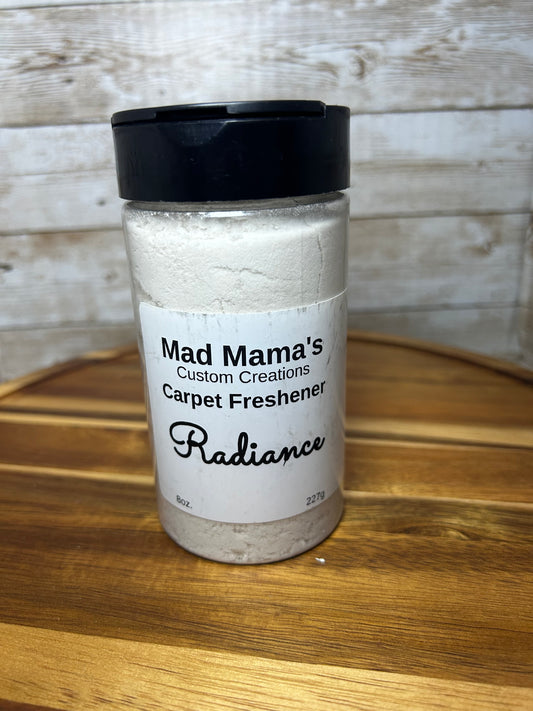 Mad Mama's
Custom Creations
Carpet Freshener
Radiance
8oz. 227g